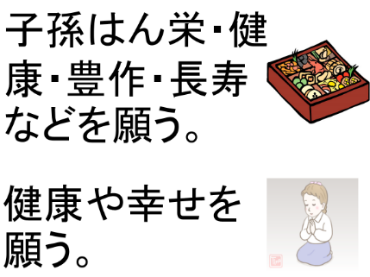 子孫はん栄・健
康・豊作・長寿
などを願う。
健康や幸せを
願う。